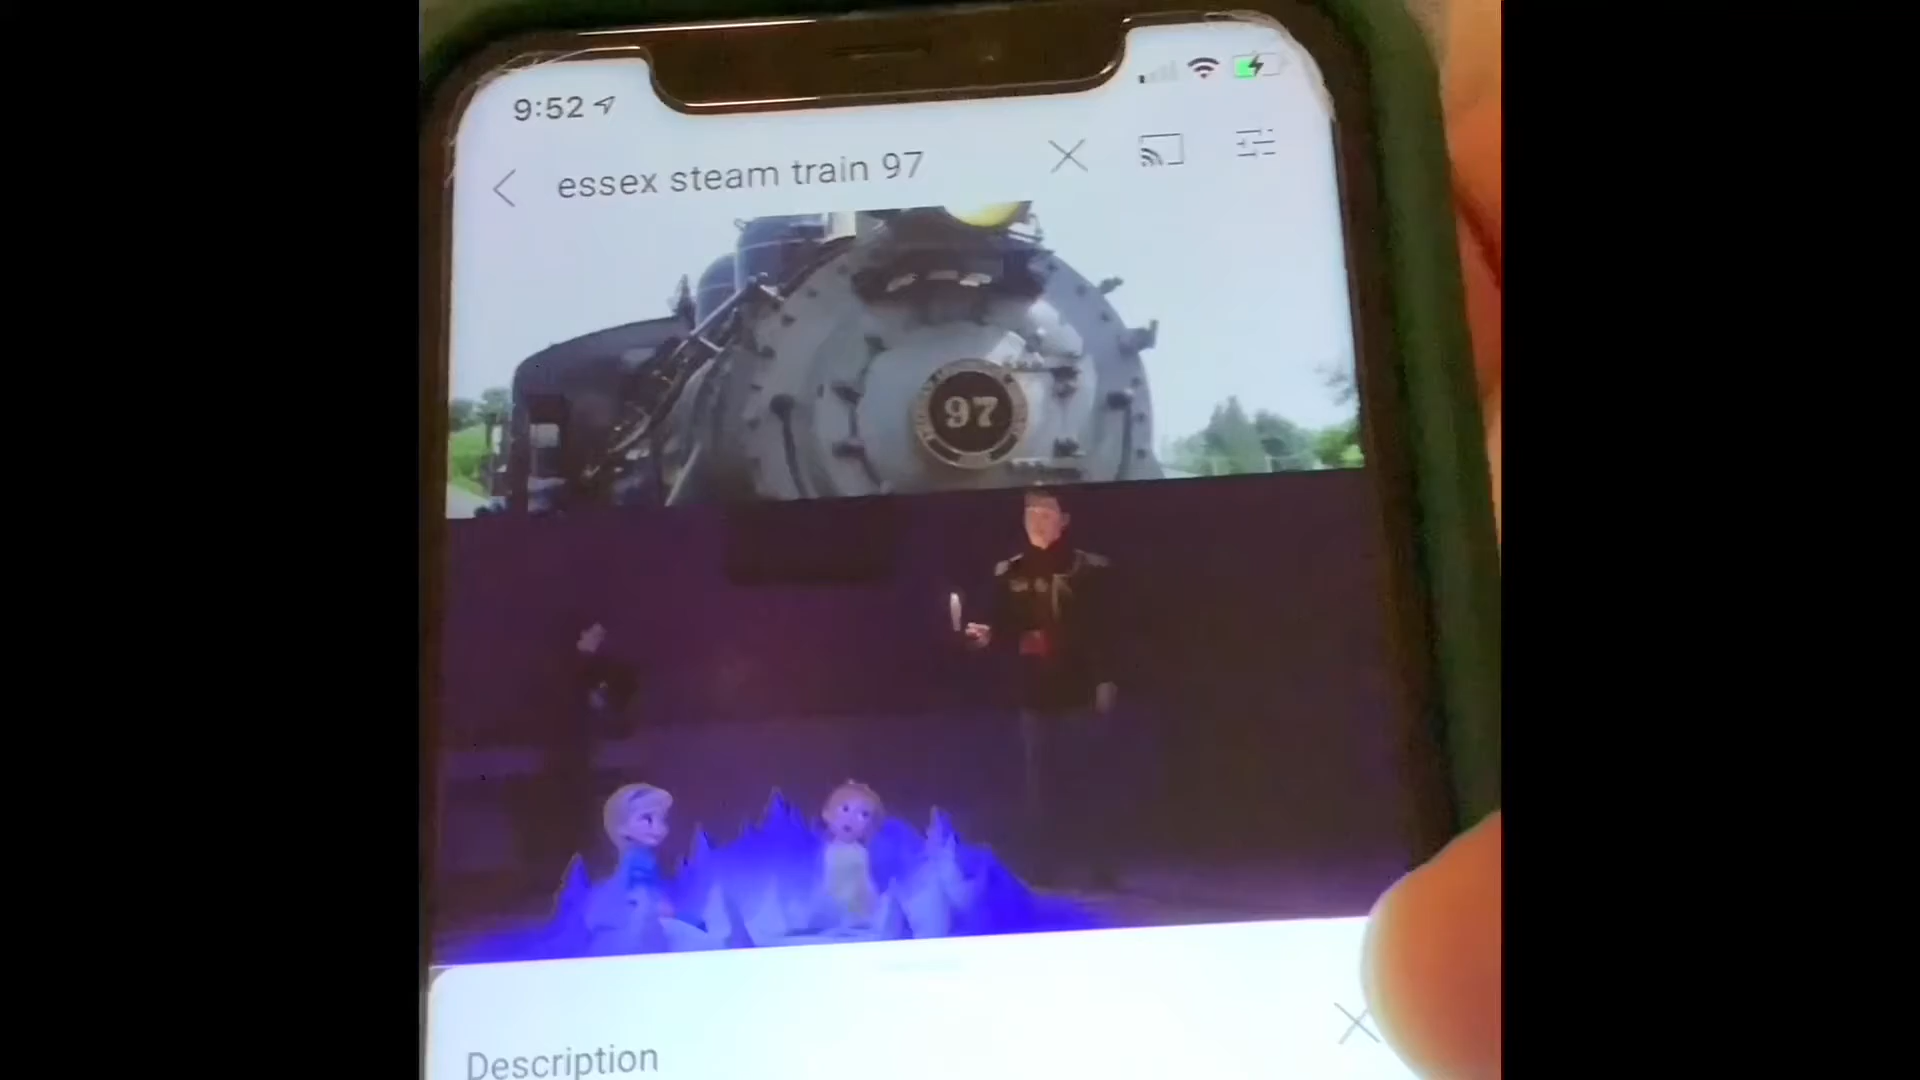 9:52
essex steam train 97
97
Description